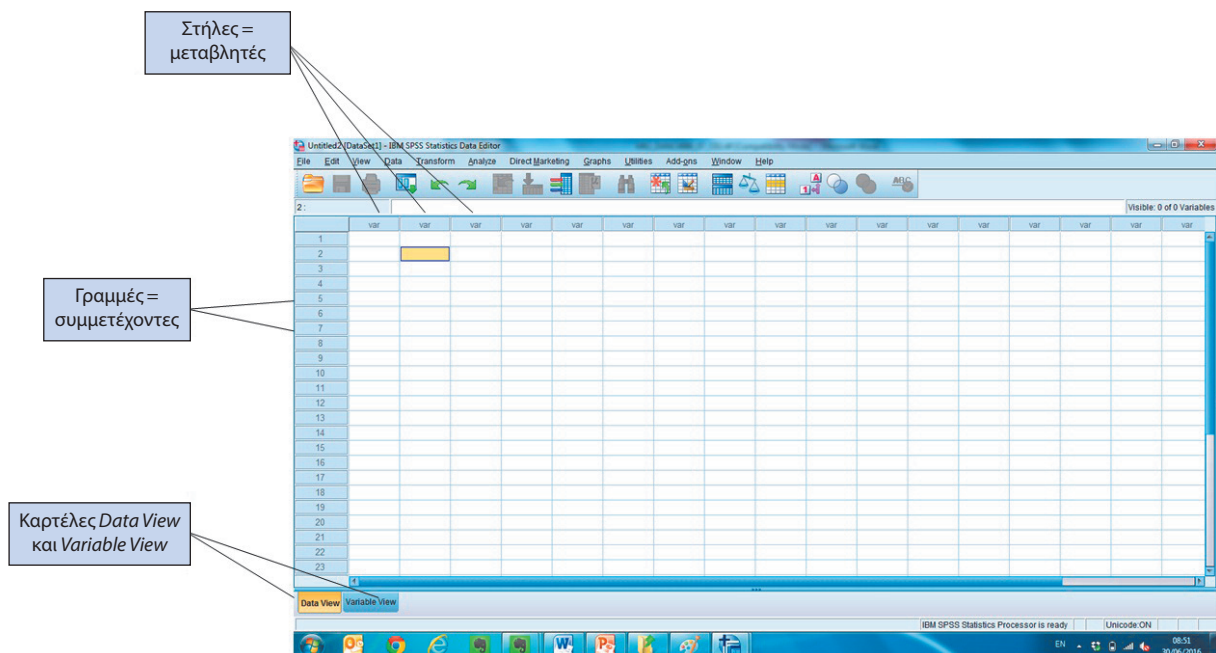 Στήλες =
μεταβλητές
Untitled2 [DataSet1] - IBM SPSS Statistics Data Editor
File Edit View Data Transform Analyze Direct Marketing Graphs Utilities Add-ons Window Help
2 :
Visible: 0 of 0 Variables
var var var var var var var var var var var var var var var var var
1
2
3
4
Γραμμές =
συμμετέχοντες
5
6
7
8
9
10
11
12
13
14
15
16
17
18
19
20
21
22
23
Καρτέλες Data View
και Variable View
Data View Variable View
IBM SPSS Statistics Processor is ready Unicode:ON
EN 08:51
30/06/2016